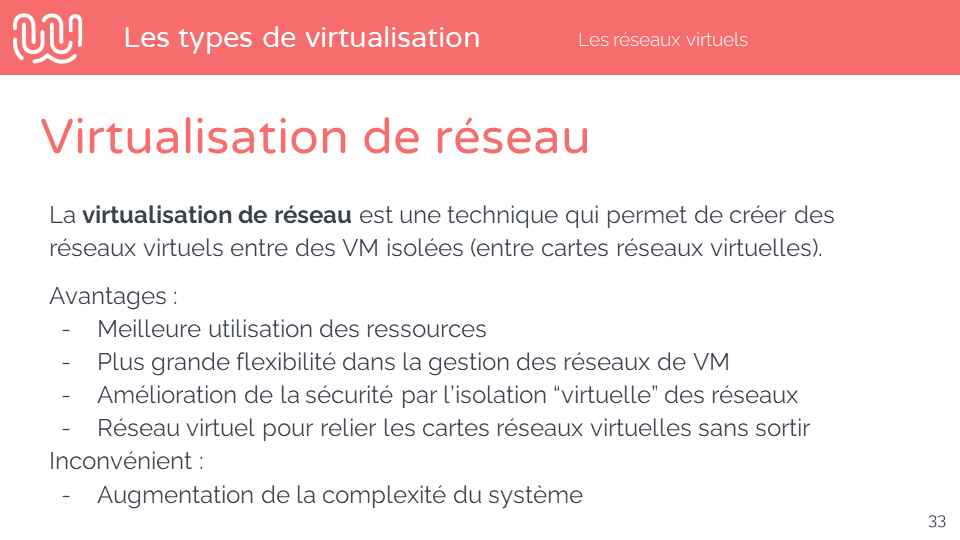 Les types de virtualisation
Les réseaux virtuels
Virtualisation de réseau
La virtualisation de réseau est une technique qui permet de créer des
réseaux virtuels entre des VM isolées (entre cartes réseaux virtuelles).
Avantages :
- Meilleure utilisation des ressources
- Plus grande flexibilité dans la gestion des réseaux de VM
- Amélioration de la sécurité par l’isolation “virtuelle” des réseaux
- Réseau virtuel pour relier les cartes réseaux virtuelles sans sortir
Inconvénient :
- Augmentation de la complexité du système
33